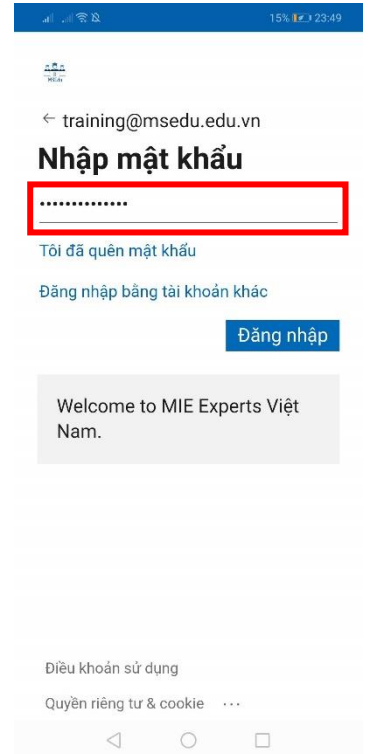 15% 23:49
MIEE
← training@msedu.edu.vn
Nhập mật khẩu
••••••••••••••
Tôi đã quên mật khẩu
Đăng nhập bằng tài khoản khác
Đăng nhập
Welcome to MIE Experts Việt
Nam.
Điều khoản sử dụng
Quyền riêng tư & cookie ...